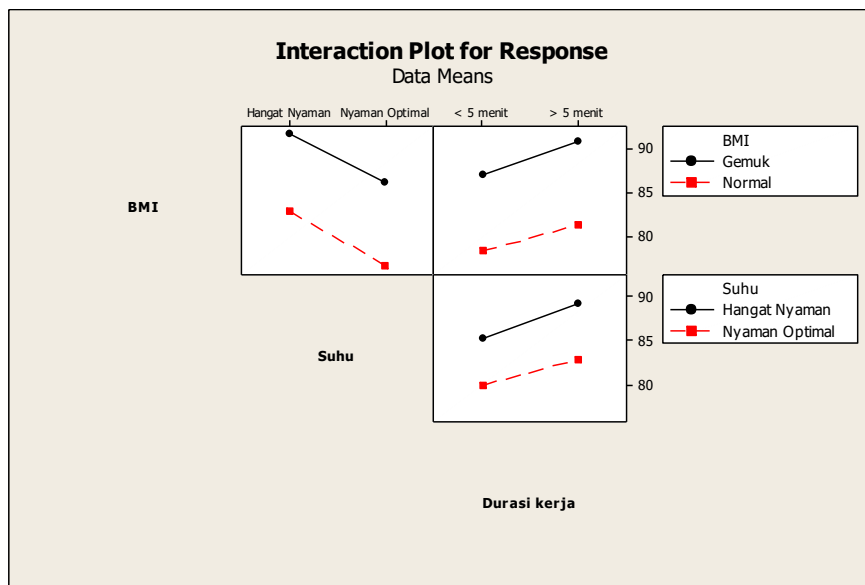 Interaction Plot for Response
Data Means
Hangat Nyaman Nyaman Optimal < 5 menit > 5 menit
90
85
80
BMI
Gemuk
Normal
BMI
90
85
80
Suhu
Hangat Nyaman
Nyaman Optimal
Suhu
Durasi kerja